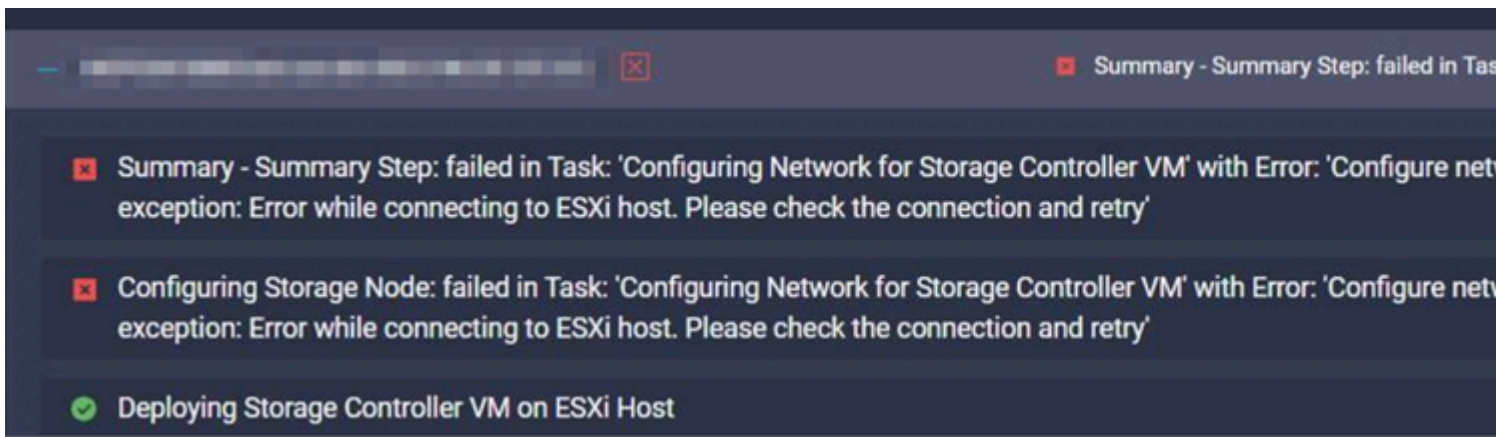 Summary - Summary Step: failed in Tas
Summary - Summary Step: failed in Task: 'Configuring Network for Storage Controller VM' with Error: 'Configure netv
exception: Error while connecting to ESXi host. Please check the connection and retry'
Configuring Storage Node: failed in Task: 'Configuring Network for Storage Controller VM' with Error: 'Configure netv
exception: Error while connecting to ESXi host. Please check the connection and retry'
Deploying Storage Controller VM on ESXi Host